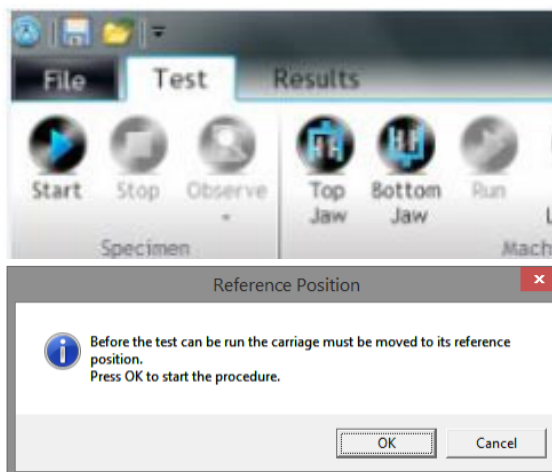 File Test Results
Start Stop Observe Top Bottom Run
Jaw Jaw
Specimen
Reference Position
Before the test can be run the carriage must be moved to its reference
position.
Press OK to start the procedure.
OK Cancel